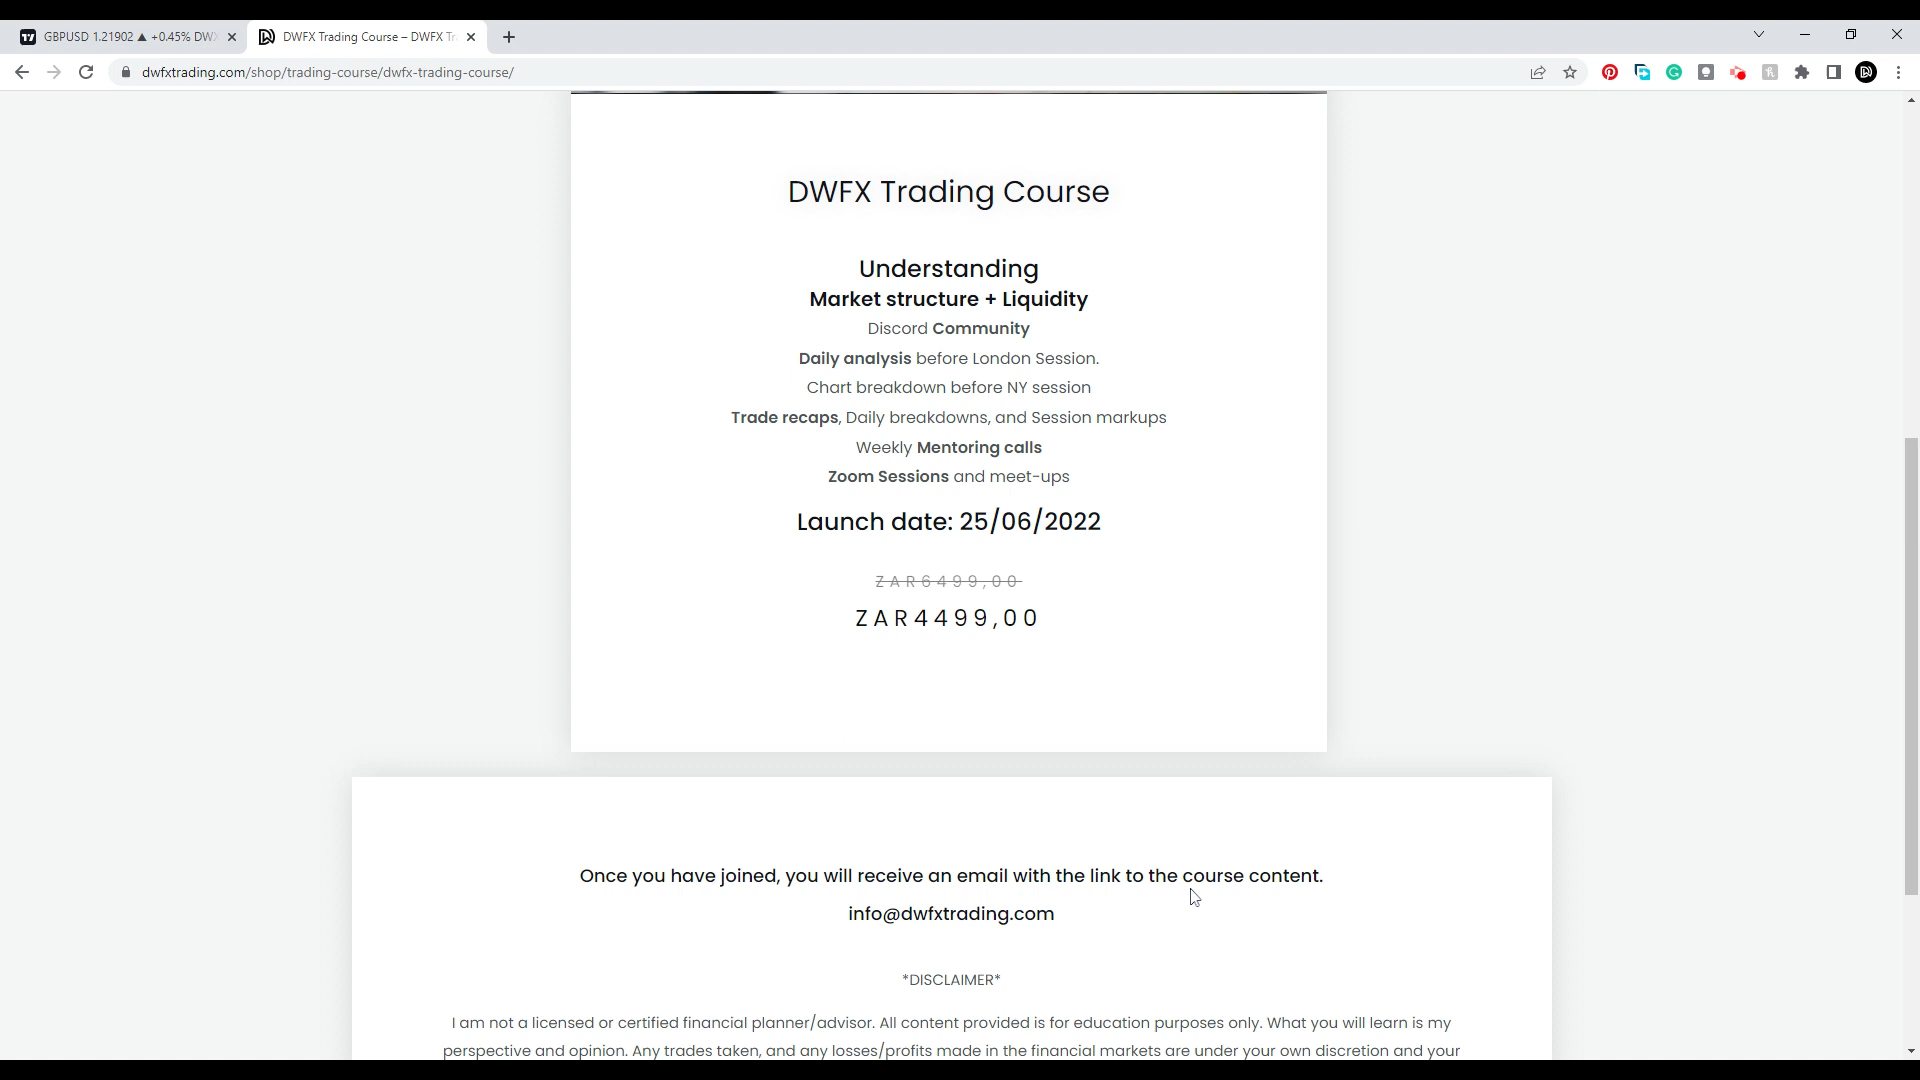 GBPUSD 1.21902 ▲ +0.45% DWX
DWFX Trading Course – DWFX Tr
dwfxtrading.com/shop/trading-course/dwfx-trading-course/
DWFX Trading Course
Understanding
Market structure + Liquidity
Discord Community
Daily analysis before London Session.
Chart breakdown before NY session
Trade recaps, Daily breakdowns, and Session markups
Weekly Mentoring calls
Zoom Sessions and meet-ups
Launch date: 25/06/2022
ZAR6499,00
ZAR4499,00
Once you have joined, you will receive an email with the link to the course content.
info@dwfxtrading.com
*DISCLAIMER*
I am not a licensed or certified financial planner/advisor. All content provided is for education purposes only. What you will learn is my
perspective and opinion. Any trades taken, and any losses/profits made in the financial markets are under your own discretion and your